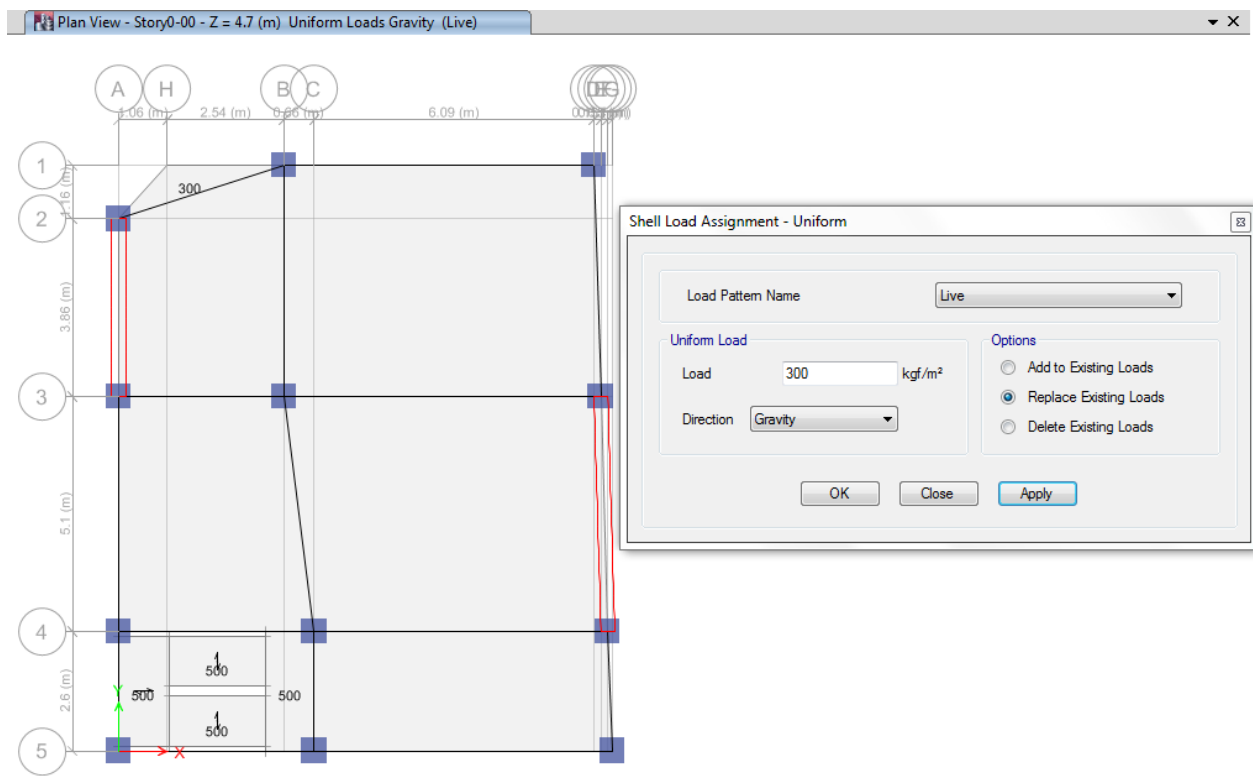 Plan View - Story0-00 - Z = 4.7 (m) Uniform Loads Gravity (Live)
A H B C
1.06 (m) 2.54 (m) 0.66 (m) 6.09 (m)
1
300
1.16 (m)
2
3.86 (m)
3
5.1 (m)
4
500
500 500
2.6 (m)
Y
500
X
5
Shell Load Assignment - Uniform
Load Pattern Name Live
Uniform Load
Load 300 kgf/m²
Direction Gravity
Options
Add to Existing Loads
Replace Existing Loads
Delete Existing Loads
OK Close Apply